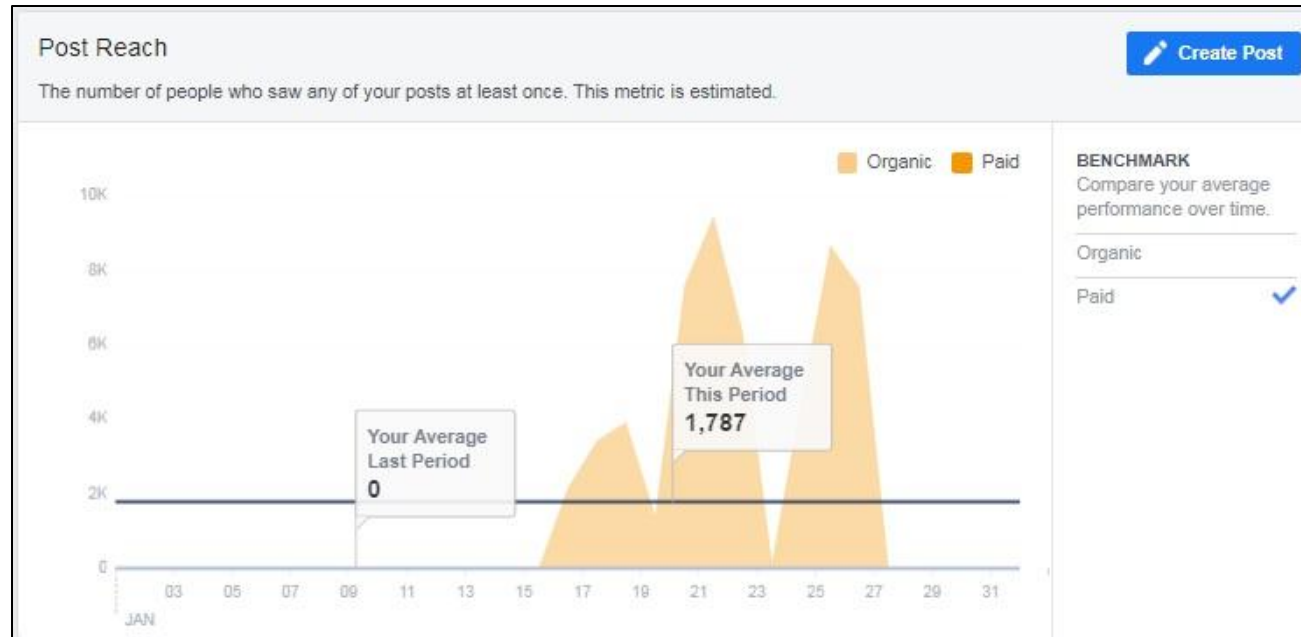 Post Reach
Create Post
The number of people who saw any of your posts at least once. This metric is estimated.
Organic Paid
BENCHMARK
Compare your average
performance over time.
Organic
Paid
10K
8K
6K
4K
2K
0
Your Average
Last Period
0
Your Average
This Period
1,787
03 05 07 09 11 13 15 17 19 21 23 25 27 29 31
JAN